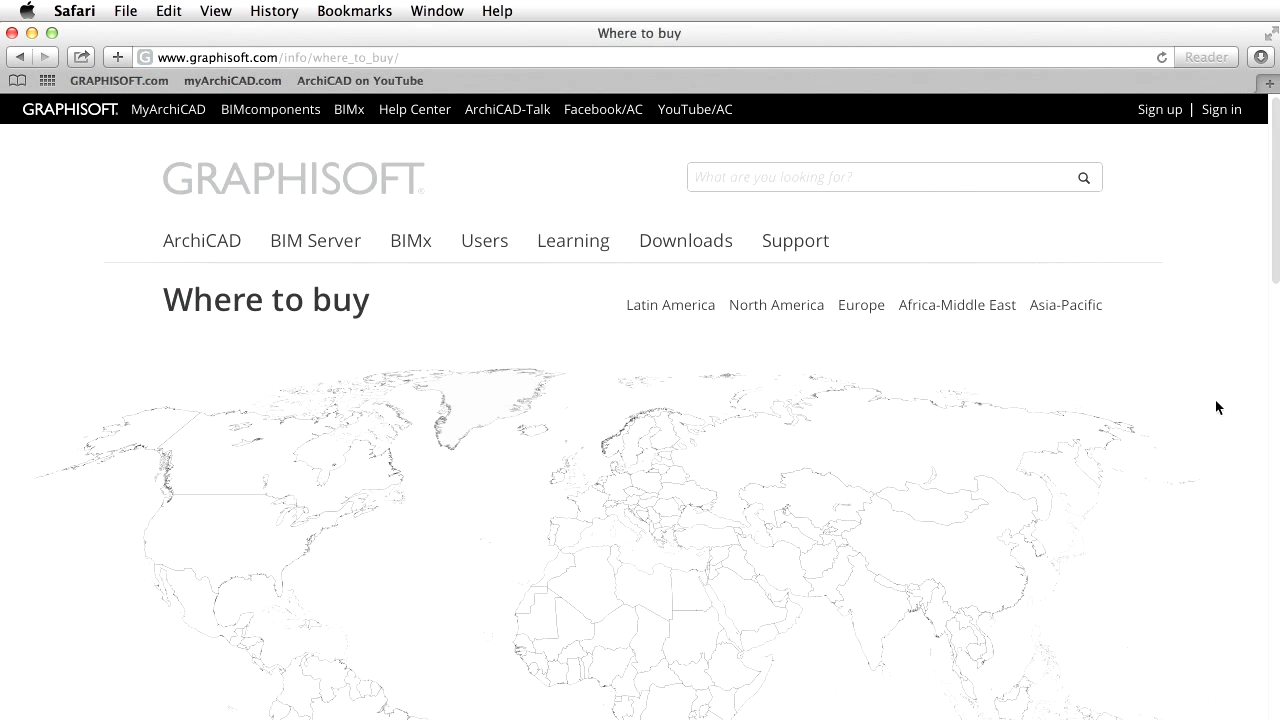 Safari File Edit View History Bookmarks Window Help
Where to buy
www.graphisoft.com/info/where_to_buy/
Reader
GRAPHISOFT.com myArchiCAD.com ArchiCAD on YouTube
GRAPHISOFT. MyArchiCAD BIMcomponents BIMx Help Center ArchiCAD-Talk Facebook/AC YouTube/AC Sign up | Sign in
GRAPHISOFT®
What are you looking for?
ArchiCAD BIM Server BIMx Users Learning Downloads Support
Where to buy
Latin America North America Europe Africa-Middle East Asia-Pacific